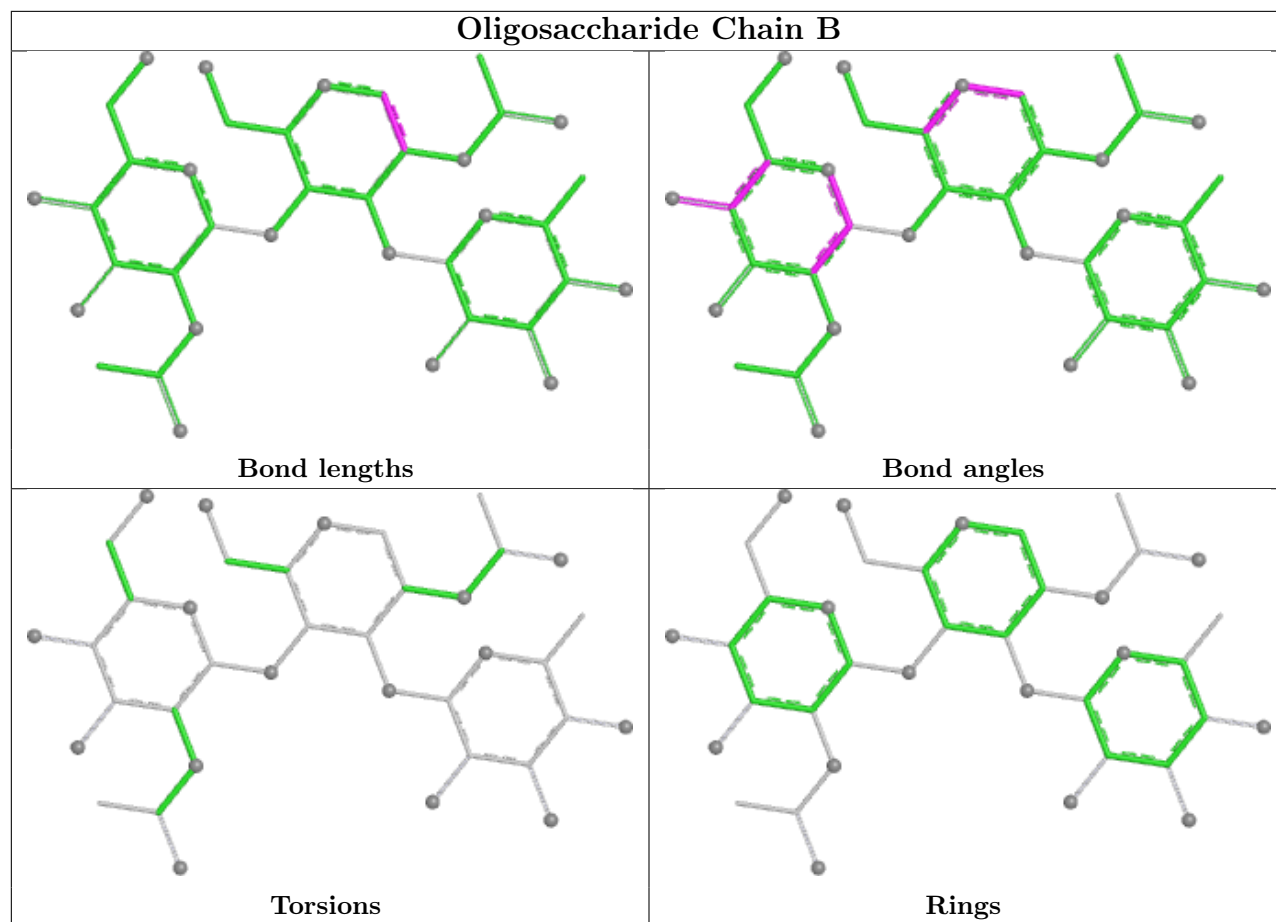 Oligosaccharide Chain B
Bond lengths
Bond angles
Torsions
Rings